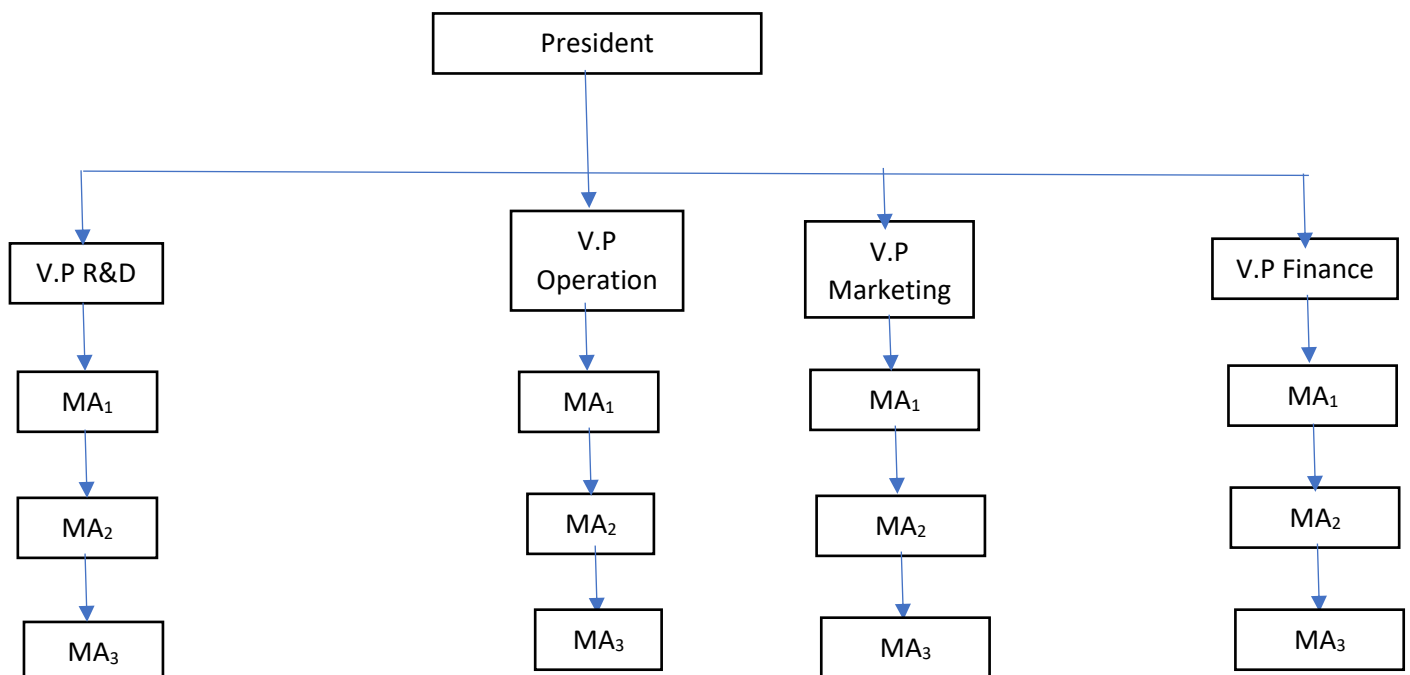 President
V.P R&D
V.P
Operation
V.P
Marketing
V.P Finance
MA₁
MA₁
MA₁
MA₁
MA₂
MA₂
MA₂
MA₂
MA₃
MA₃
MA₃
MA₃